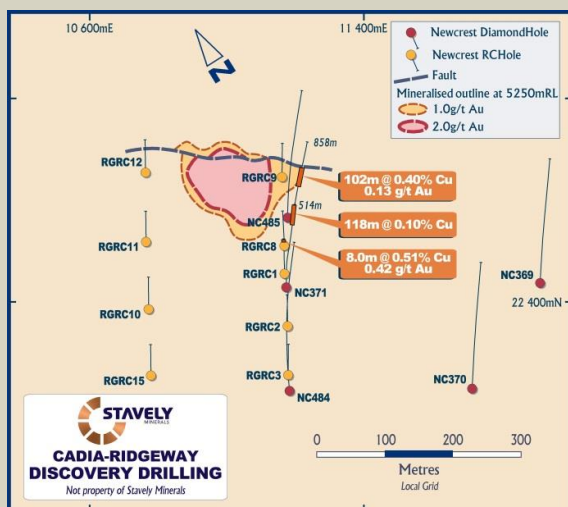 10 600mE
11 400mE
Newcrest DiamondHole
Newcrest RCHole
Fault
Mineralised outline at 5250mRL
1.0g/t Au
2.0g/t Au
N
858m
RGRC12
RGRC9
102m @ 0.40% Cu
0.13 g/t Au
514m
NC485
118m @ 0.10% Cu
RGRC11
RGRC8
8.0m @ 0.51% Cu
0.42 g/t Au
RGRC1
NC369
NC371
22 400mN
RGRC10
RGRC2
RGRC15
RGRC3
NC370
NC484
STAVELY
MINERALS
CADIA-RIDGEWAY
DISCOVERY DRILLING
Not property of Stavely Minerals
0 100 200 300
Metres
Local Grid